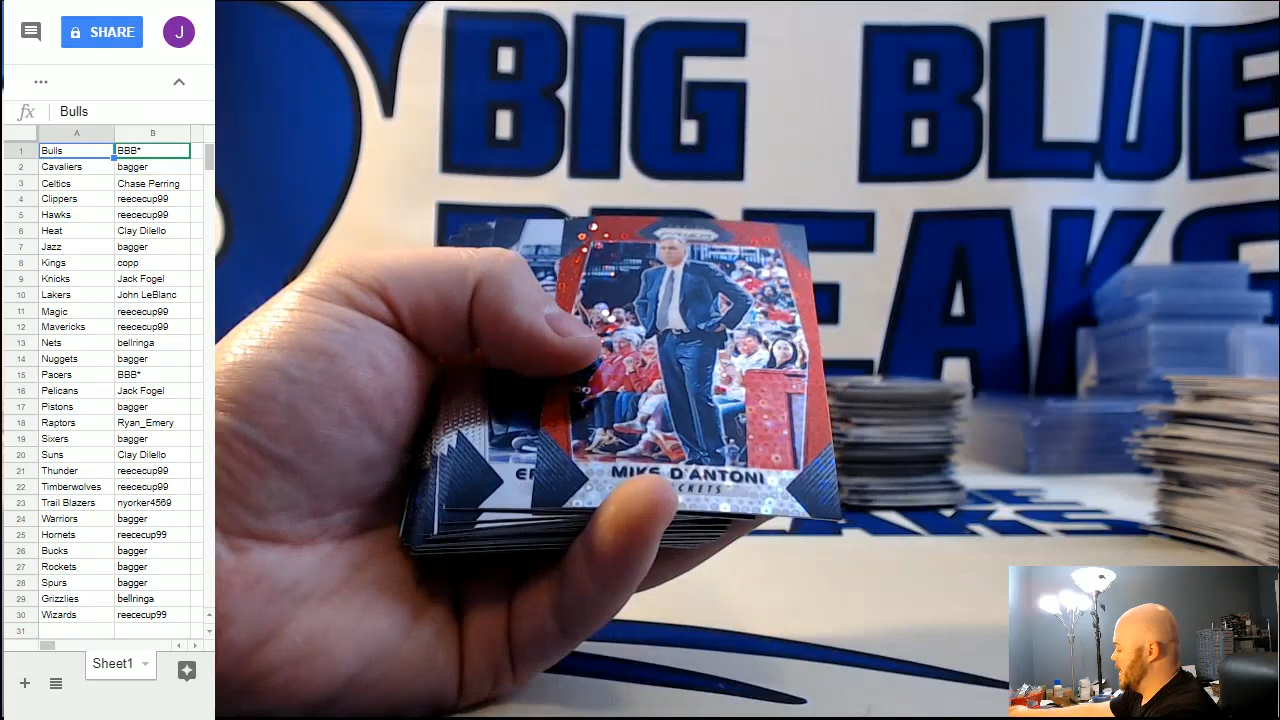 SHARE
J
...
fx Bulls
A B
1 Bulls BBB*
2 Cavaliers bagger
3 Celtics Chase Perring
4 Clippers reececup99
5 Hawks reececup99
6 Heat Clay Dilello
7 Jazz bagger
8 Kings copp
9 Knicks Jack Fogel
10 Lakers John LeBlanc
11 Magic reececup99
12 Mavericks reececup99
13 Nets bellringa
14 Nuggets bagger
15 Pacers BBB*
16 Pelicans Jack Fogel
17 Pistons bagger
18 Raptors Ryan_Emery
19 Sixers bagger
20 Suns Clay Dilello
21 Thunder reececup99
22 Timberwolves reececup99
23 Trail Blazers nyorker4569
24 Warriors bagger
25 Hornets reececup99
26 Bucks bagger
27 Rockets bagger
28 Spurs bagger
29 Grizzlies bellringa
30 Wizards reececup99
31
Sheet1
BIG BLUE
PRIZM
MIKE D'ANTONI